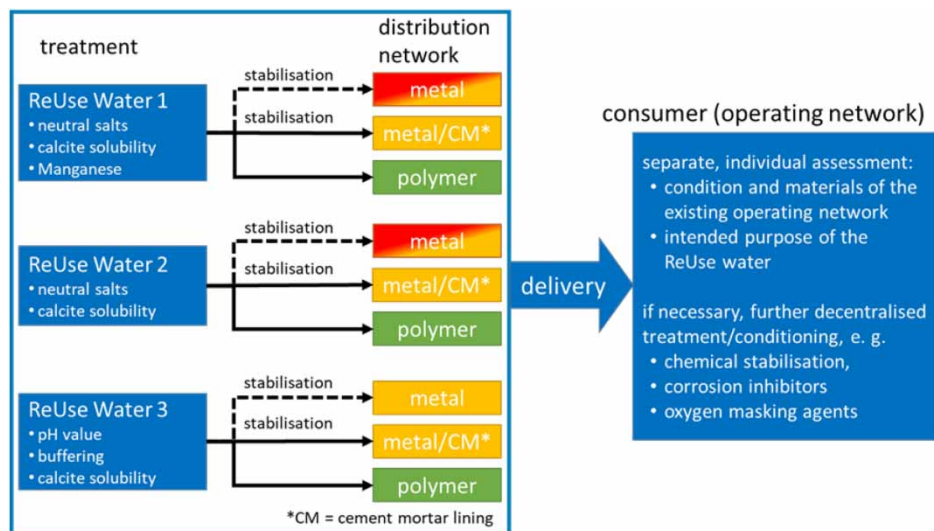 treatment
distribution
network
ReUse Water 1
• neutral salts
• calcite solubility
• Manganese
stabilisation
stabilisation
metal
metal/CM*
polymer
ReUse Water 2
• neutral salts
• calcite solubility
stabilisation
stabilisation
metal
metal/CM*
polymer
ReUse Water 3
• pH value
• buffering
• calcite solubility
stabilisation
stabilisation
metal
metal/CM*
polymer
*CM = cement mortar lining
delivery
consumer (operating network)
separate, individual assessment:
• condition and materials of the
existing operating network
• intended purpose of the
ReUse water
if necessary, further decentralised
treatment/conditioning, e. g.
• chemical stabilisation,
• corrosion inhibitors
• oxygen masking agents